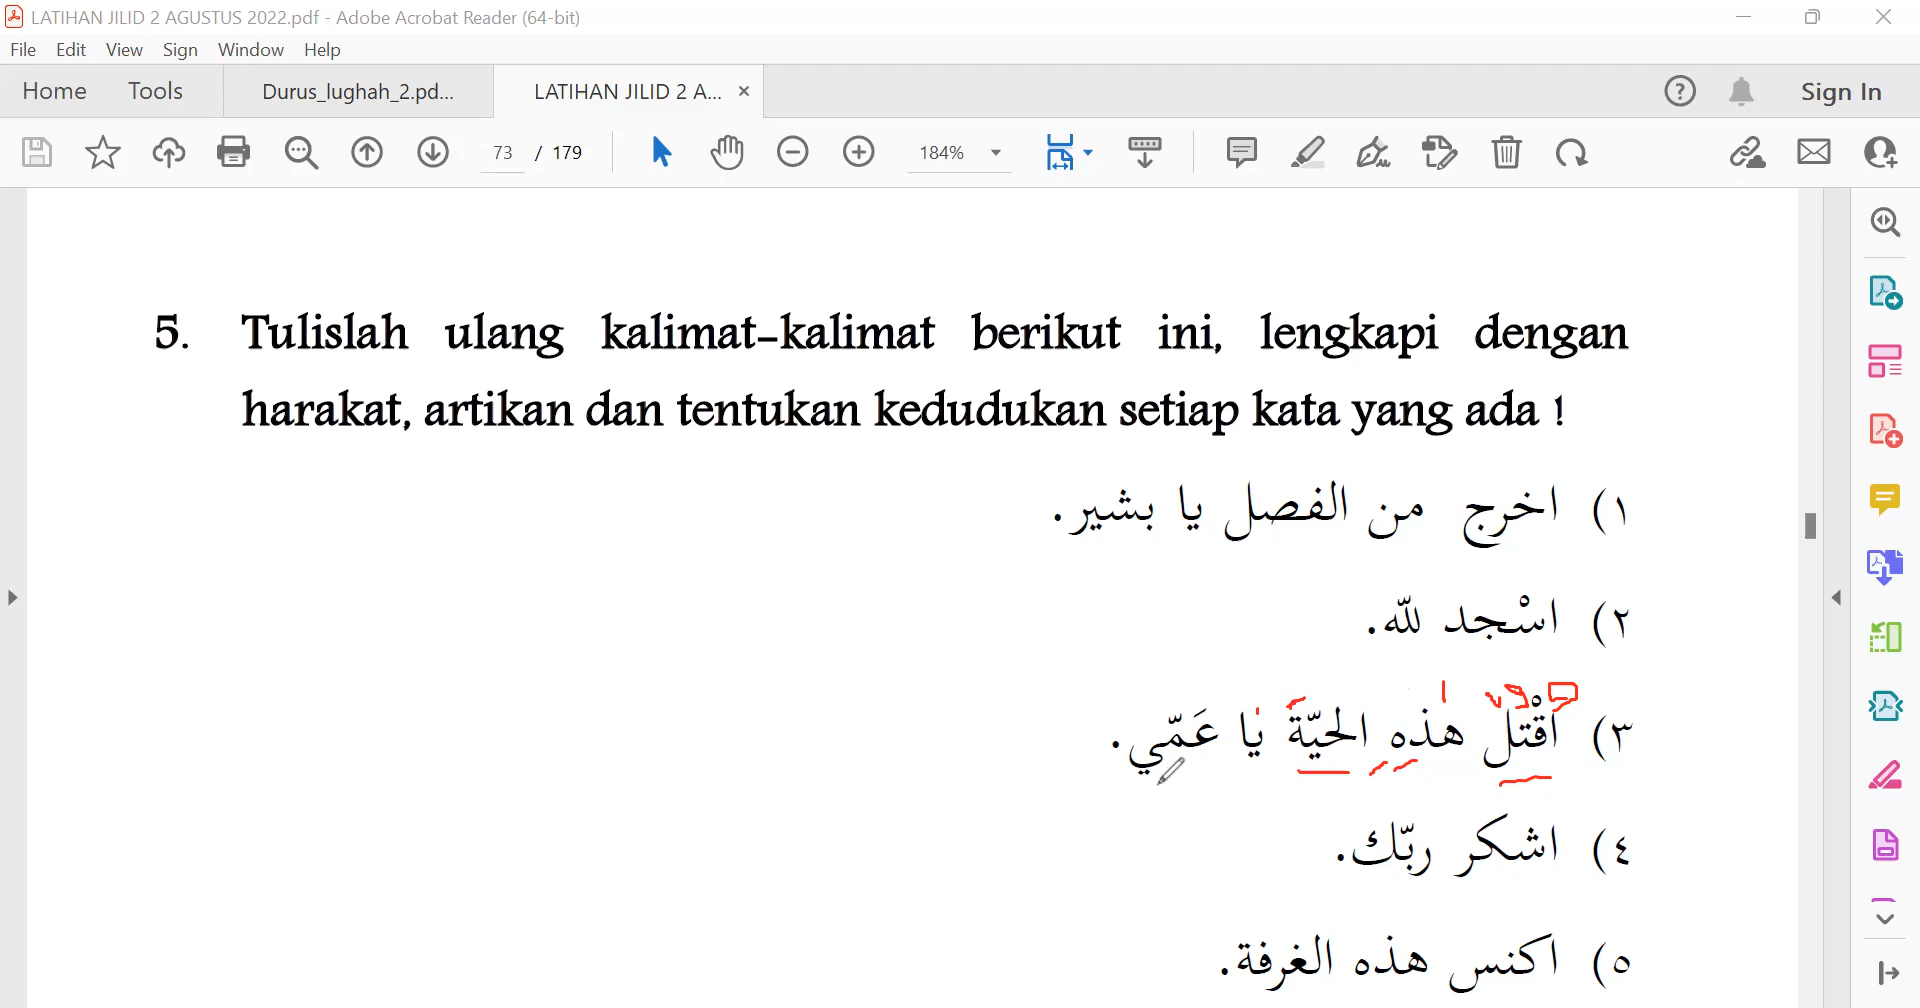 LATIHAN JILID 2 AGUSTUS 2022.pdf - Adobe Acrobat Reader (64-bit)
File Edit View Sign Window Help
Home Tools Durus_lughah_2.pd... LATIHAN JILID 2 A... × Sign In
73 / 179 184%
5. Tulislah ulang kalimat-kalimat berikut ini, lengkapi dengan
harakat, artikan dan tentukan kedudukan setiap kata yang ada !
١) اخرج من الفصل يا بشير.
٢) اسْجد للّه.
٣) اقْتل هذه الحيّة يا عَمّي.
٤) اشكر ربّك.
٥) اكنس هذه الغرفة.